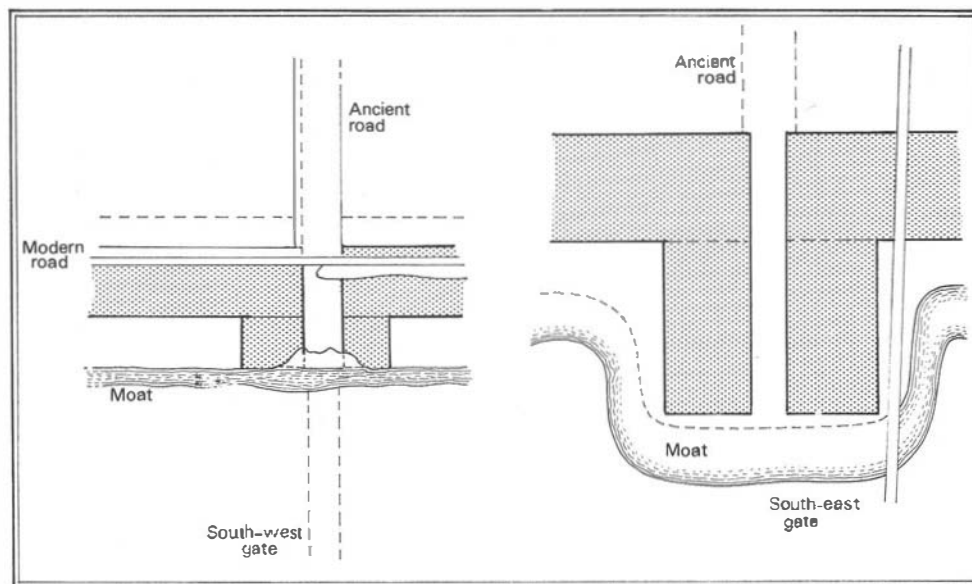 Ancient
road
Modern
road
Moat
South-west
gate
Ancient
road
Moat
South-east
gate